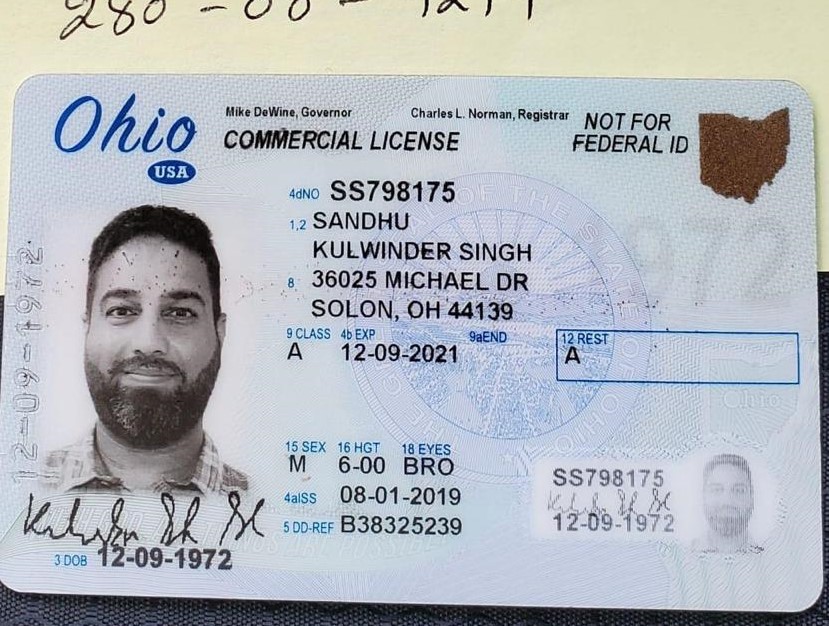 Ohio
USA
Mike DeWine, Governor
Charles L. Norman, Registrar
COMMERCIAL LICENSE
NOT FOR
FEDERAL ID
4dNO SS798175
1,2 SANDHU
KULWINDER SINGH
8 36025 MICHAEL DR
SOLON, OH 44139
9 CLASS 4b EXP 9aEND 12 REST
A 12-09-2021 A
15 SEX 16 HGT 18 EYES
M 6-00 BRO
4aISS 08-01-2019
5 DD-REF B38325239
3 DOB 12-09-1972
SS798175
12-09-1972
12-09-1972